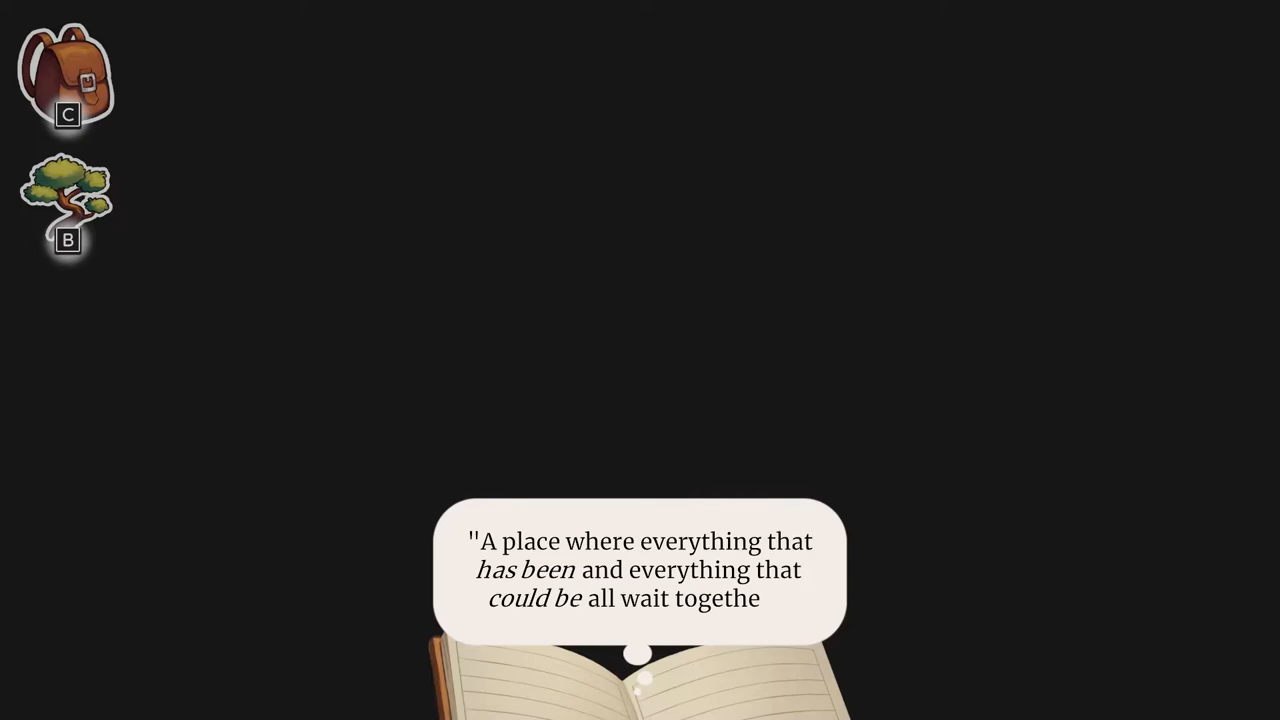 C
B
"A place where everything that
has been and everything that
could be all wait togethe